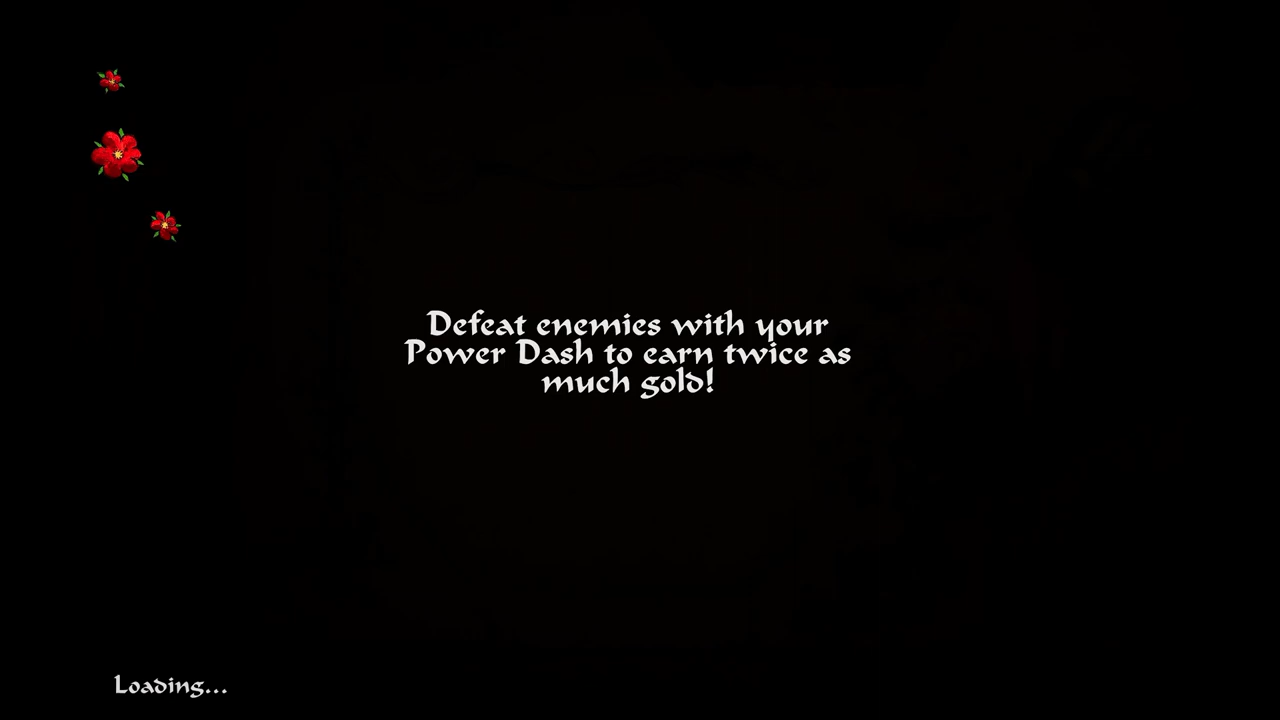 Defeat enemies with your
Power Dash to earn twice as
much gold!
Loading...